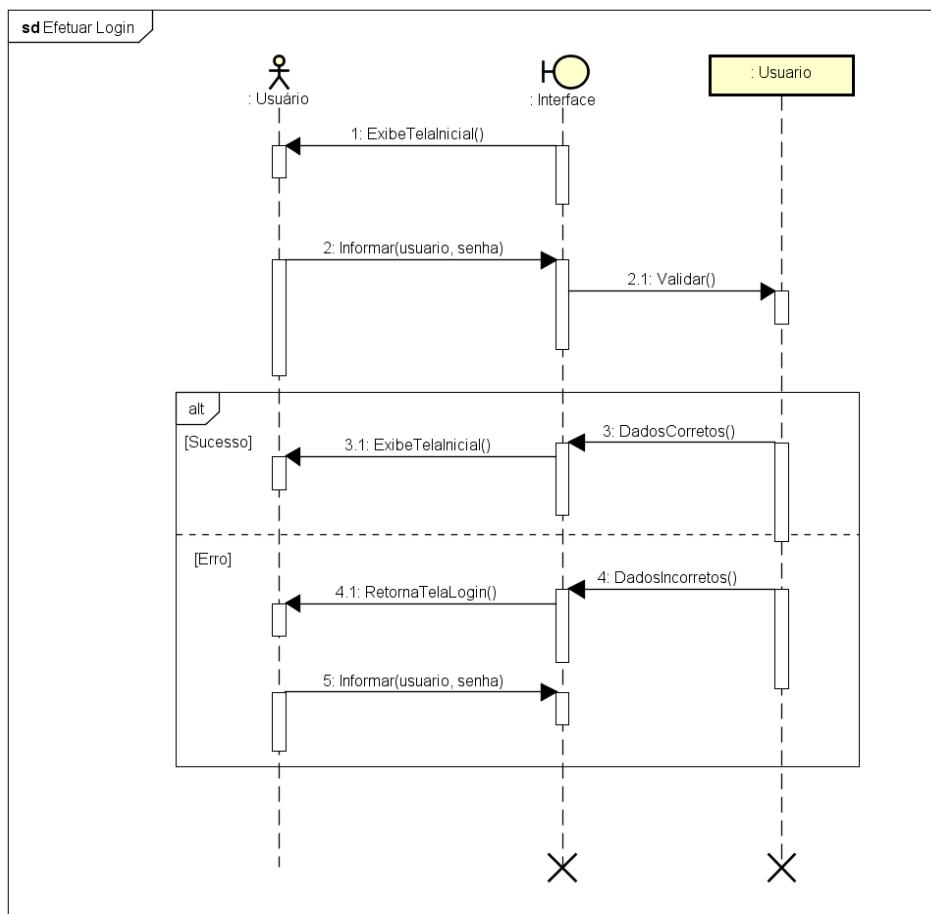 sd Efetuar Login
: Usuário
: Interface
: Usuario
1: ExibeTelaInicial()
2: Informar(usuario, senha)
2.1: Validar()
alt
[Sucesso]
3: DadosCorretos()
3.1: ExibeTelaInicial()
[Erro]
4: DadosIncorretos()
4.1: RetornaTelaLogin()
5: Informar(usuario, senha)